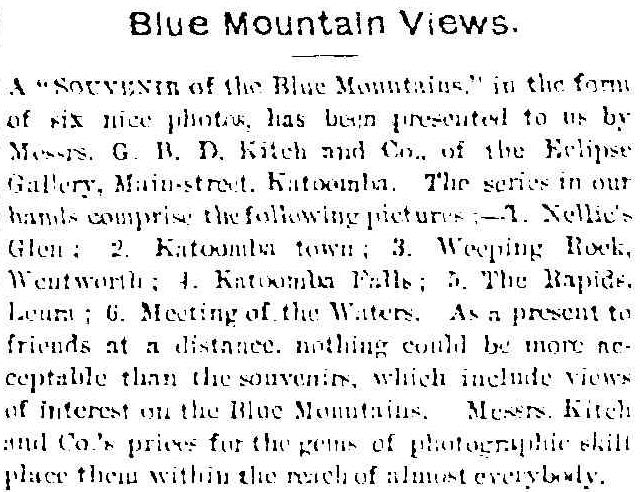 Blue Mountain Views.
A "SOUVENIR of the Blue Mountains," in the form
of six nice photos, has been presented to us by
Messrs. G. B. D. Kitch and Co., of the Eclipse
Gallery, Main-street, Katoomba. The series in our
hands comprise the following pictures :—1. Nellie's
Glen ; 2. Katoomba town ; 3. Weeping Rock,
Wentworth ; 4. Katoomba Falls ; 5. The Rapids,
Leura ; 6. Meeting of the Waters. As a present to
friends at a distance, nothing could be more ac-
ceptable than the souvenirs, which include views
of interest on the Blue Mountains. Messrs. Kitch
and Co.'s prices for the gems of photographic skill
place them within the reach of almost everybody.